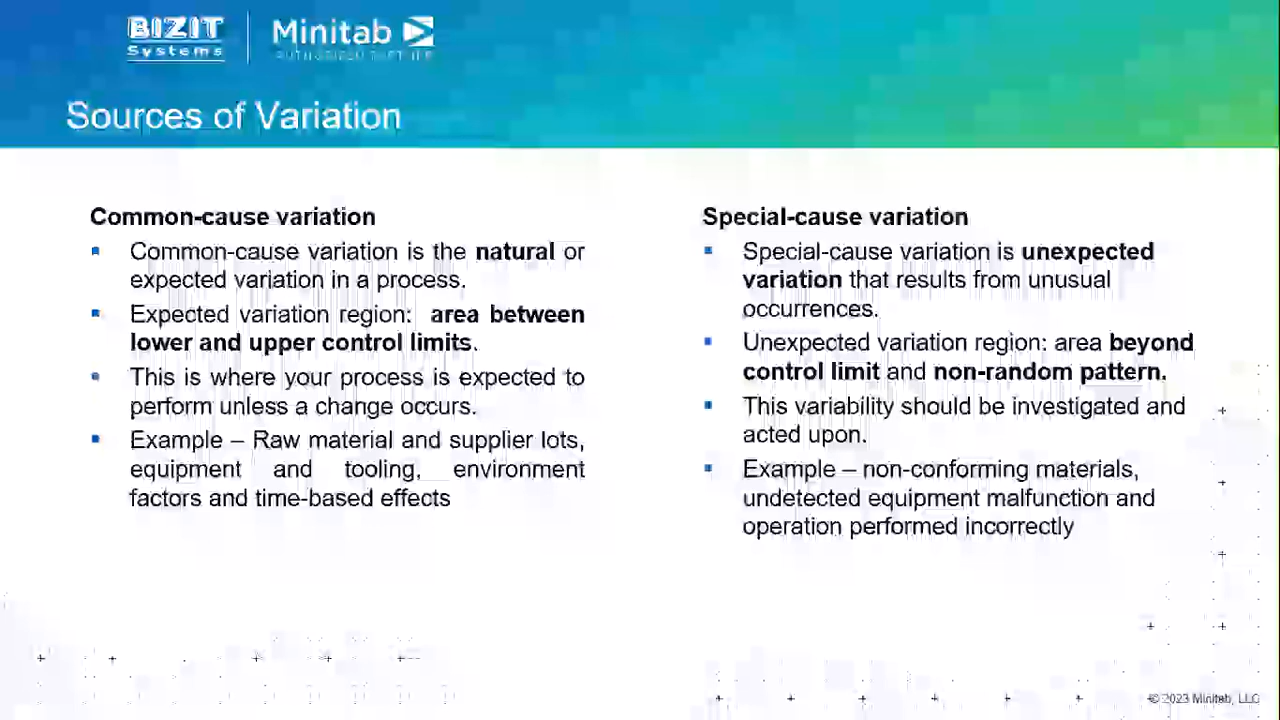 BIZIT
Systems
Minitab
AUTHORIZED PARTNER
Sources of Variation
Common-cause variation
Common-cause variation is the natural or
expected variation in a process.
Expected variation region: area between
lower and upper control limits.
This is where your process is expected to
perform unless a change occurs.
Example – Raw material and supplier lots,
equipment and tooling, environment
factors and time-based effects
Special-cause variation
Special-cause variation is unexpected
variation that results from unusual
occurrences.
Unexpected variation region: area beyond
control limit and non-random pattern.
This variability should be investigated and
acted upon.
Example – non-conforming materials,
undetected equipment malfunction and
operation performed incorrectly
© 2023 Minitab, LLC